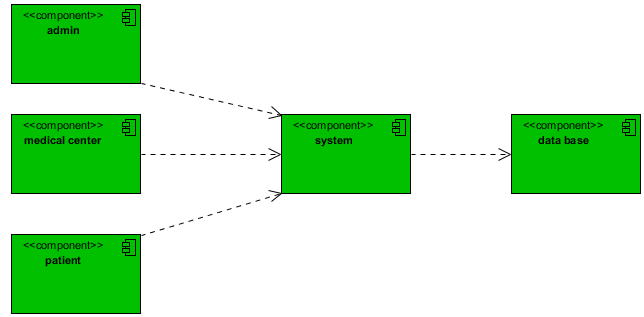 <<component>>
admin
<<component>>
medical center
<<component>>
system
<<component>>
data base
<<component>>
patient